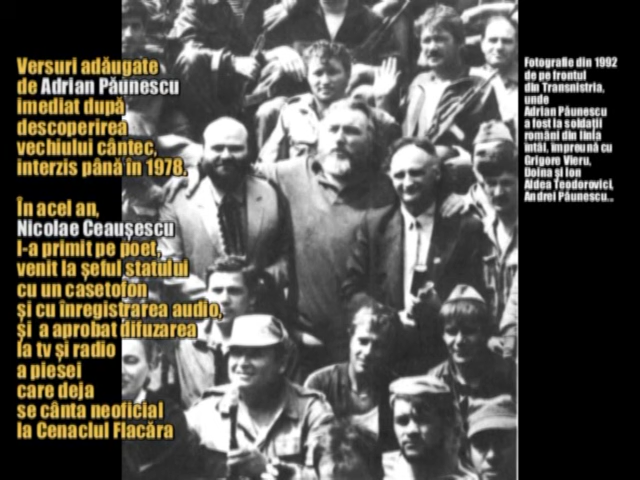 Versuri adăugate
de Adrian Păunescu
imediat după
descoperirea
vechiului cântec,
interzis până în 1978.
În acel an,
Nicolae Ceaușescu
l-a primit pe poet,
venit la șeful statului
cu un casetofon
și cu înregistrarea audio,
și a aprobat difuzarea
la tv și radio
a piesei
care deja
se cânta neoficial
la Cenaclul Flacăra
Fotografie din 1992
de pe frontul
din Transnistria,
unde
Adrian Păunescu
a fost la soldații
români din linia
întâi, împreună cu
Grigore Vieru,
Doina și Ion
Aldea Teodorovici,
Andrei Păunescu...